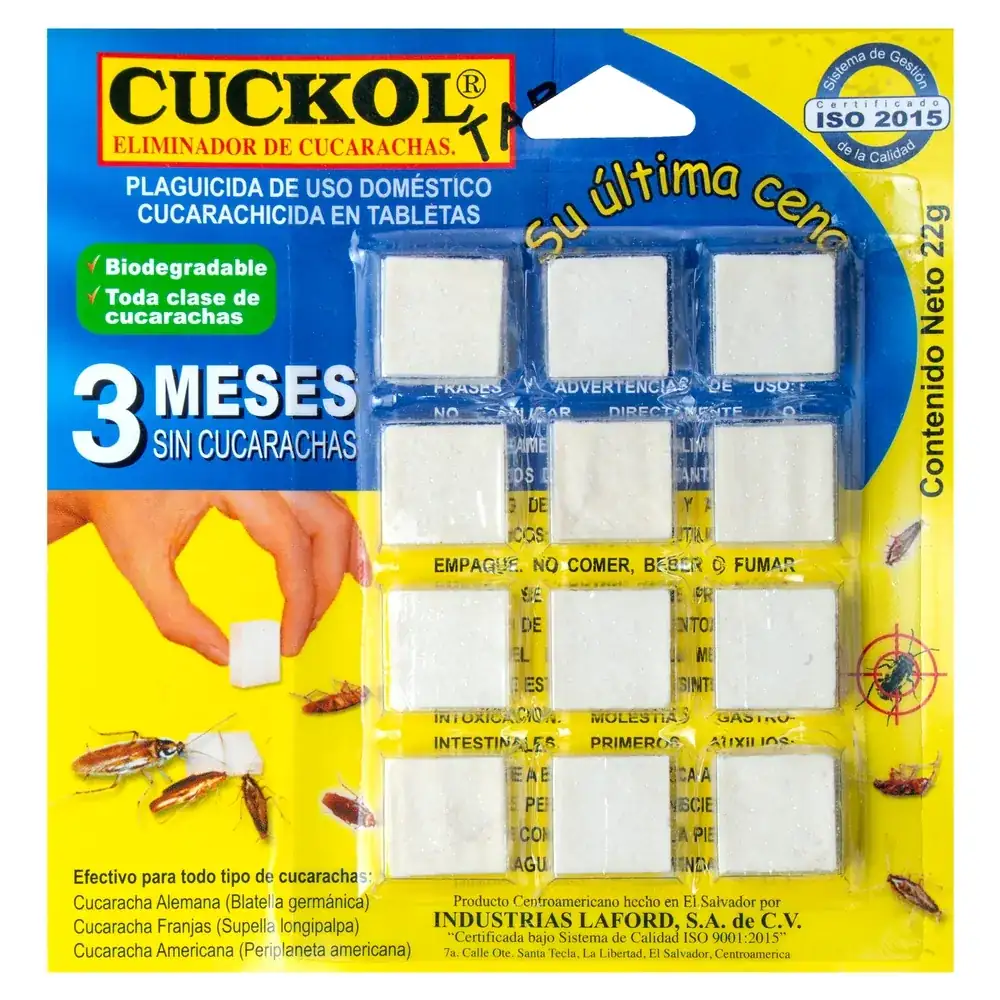 CUCKOL®
ELIMINADOR DE CUCARACHAS.
TAB
PLAGUICIDA DE USO DOMÉSTICO
CUCARACHICIDA EN TABLETAS
Sistema de Gestión
Certificado
ISO 2015
de la Calidad
Su última cena
Contenido Neto 22g
Biodegradable
Toda clase de
cucarachas
3 MESES
SIN CUCARACHAS
FRASES Y ADVERTENCIAS DE USO:
NO APLICAR DIRECTAMENTE
EMPAQUE. NO COMER, BEBER O FUMAR
INTOXICACION. MOLESTIAS GASTRO-
INTESTINALES. PRIMEROS AUXILIOS:
Efectivo para todo tipo de cucarachas:
Cucaracha Alemana (Blatella germánica)
Cucaracha Franjas (Supella longipalpa)
Cucaracha Americana (Periplaneta americana)
Producto Centroamericano hecho en El Salvador por
INDUSTRIAS LAFORD, S.A. de C.V.
"Certificada bajo Sistema de Calidad ISO 9001:2015"
7a. Calle Ote. Santa Tecla, La Libertad, El Salvador, Centroamerica